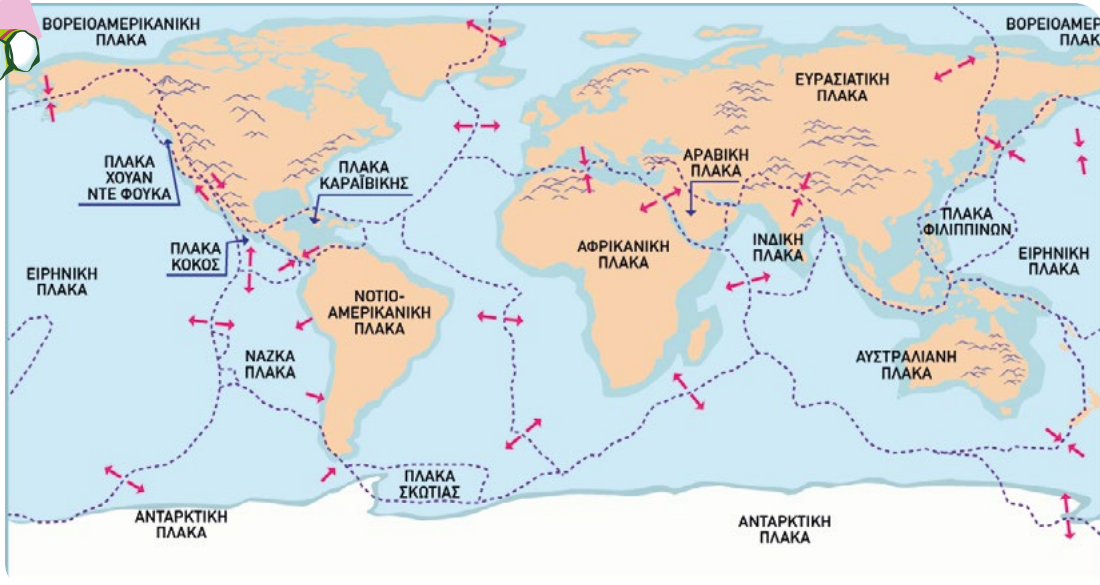 ΒΟΡΕΙΟΑΜΕΡΙΚΑΝΙΚΗ
ΠΛΑΚΑ
ΒΟΡΕΙΟΑΜΕΡ
ΠΛΑΚ
ΕΥΡΑΣΙΑΤΙΚΗ
ΠΛΑΚΑ
ΠΛΑΚΑ
ΧΟΥΑΝ
ΝΤΕ ΦΟΥΚΑ
ΠΛΑΚΑ
ΚΑΡΑΪΒΙΚΗΣ
ΑΡΑΒΙΚΗ
ΠΛΑΚΑ
ΠΛΑΚΑ
ΚΟΚΟΣ
ΑΦΡΙΚΑΝΙΚΗ
ΠΛΑΚΑ
ΙΝΔΙΚΗ
ΠΛΑΚΑ
ΠΛΑΚΑ
ΦΙΛΙΠΠΙΝΩΝ
ΕΙΡΗΝΙΚΗ
ΠΛΑΚΑ
ΕΙΡΗΝΙΚΗ
ΠΛΑΚΑ
ΝΟΤΙΟ-
ΑΜΕΡΙΚΑΝΙΚΗ
ΠΛΑΚΑ
ΝΑΖΚΑ
ΠΛΑΚΑ
ΑΥΣΤΡΑΛΙΑΝΗ
ΠΛΑΚΑ
ΠΛΑΚΑ
ΣΚΩΤΙΑΣ
ΑΝΤΑΡΚΤΙΚΗ
ΠΛΑΚΑ
ΑΝΤΑΡΚΤΙΚΗ
ΠΛΑΚΑ